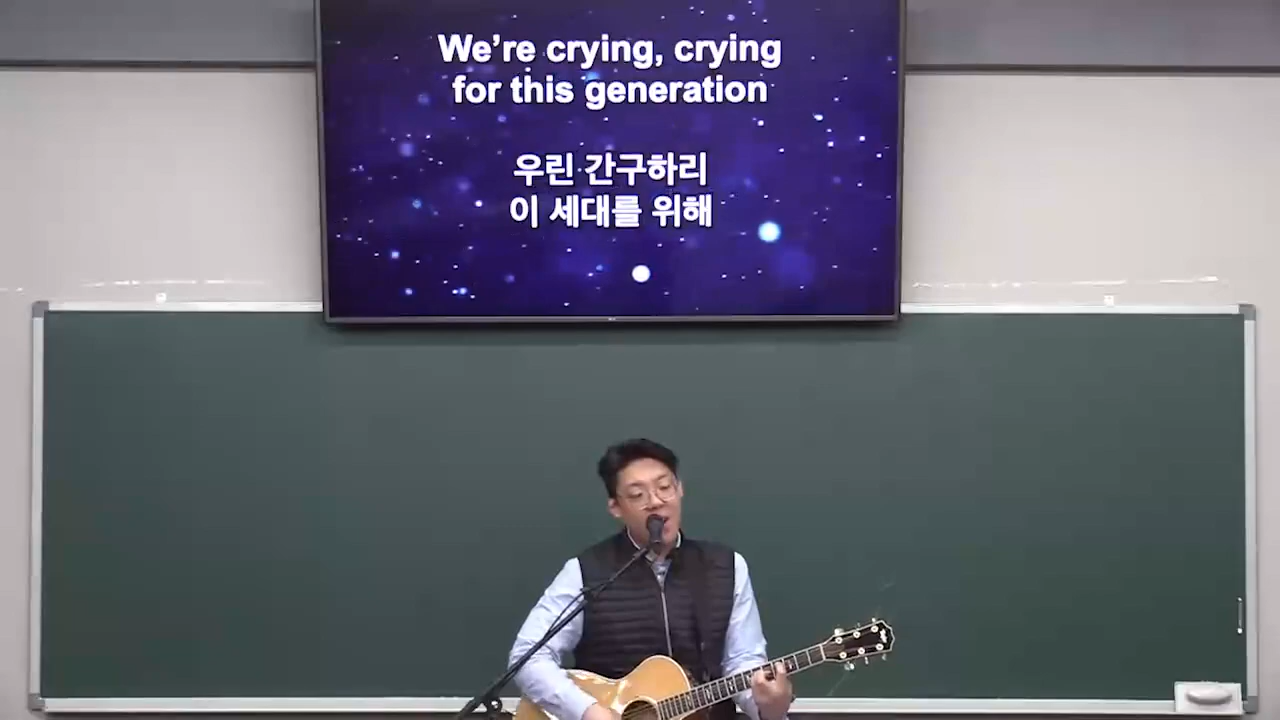 We’re crying, crying
for this generation
우린 간구하리
이 세대를 위해